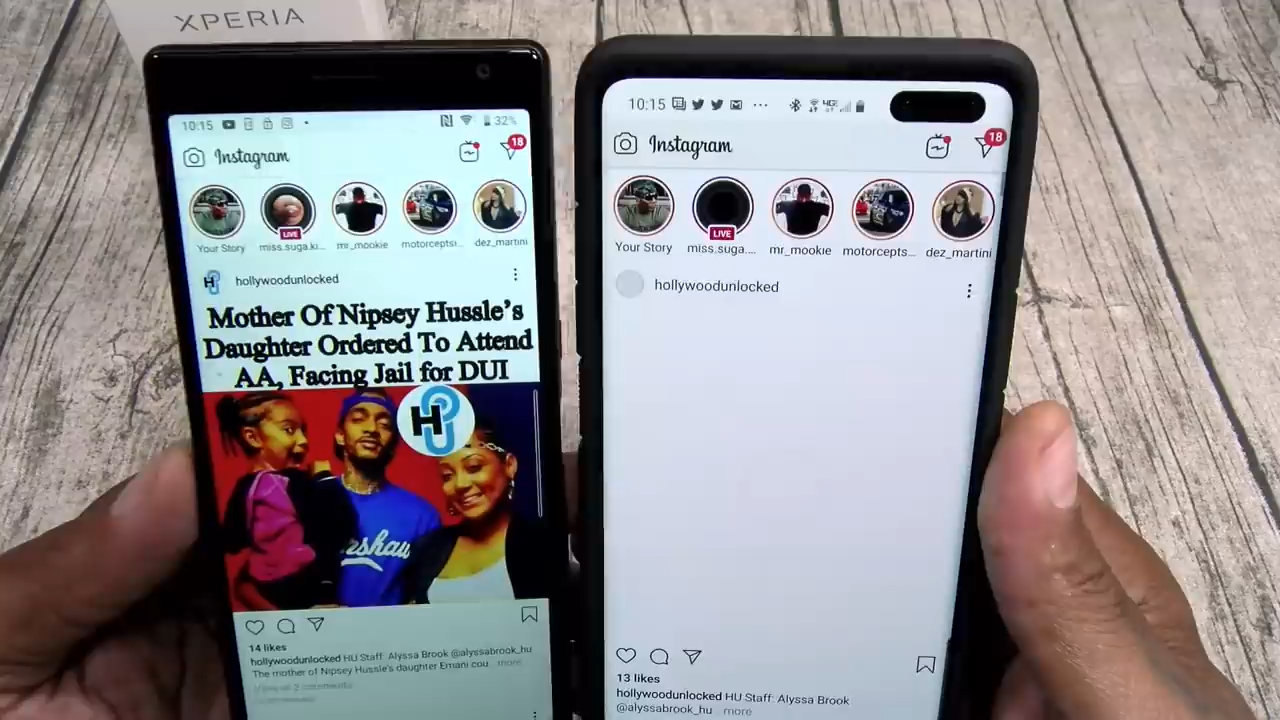 XPERIA
10:15
32%
Instagram
18
LIVE
Your Story
miss.suga.ki...
mr_mookie
motorceptsi...
dez_martini
hollywoodunlocked
Mother Of Nipsey Hussle's
Daughter Ordered To Attend
AA, Facing Jail for DUI
HU
14 likes
hollywoodunlocked HU Staff: Alyssa Brook @alyssabrook_hu
The mother of Nipsey Hussle's daughter Emani cou... more
View all 2 comments
10:15
4G
Instagram
18
LIVE
Your Story
miss.suga....
mr_mookie
motorcepts...
dez_martini
hollywoodunlocked
13 likes
hollywoodunlocked HU Staff: Alyssa Brook
@alyssabrook_hu ... more